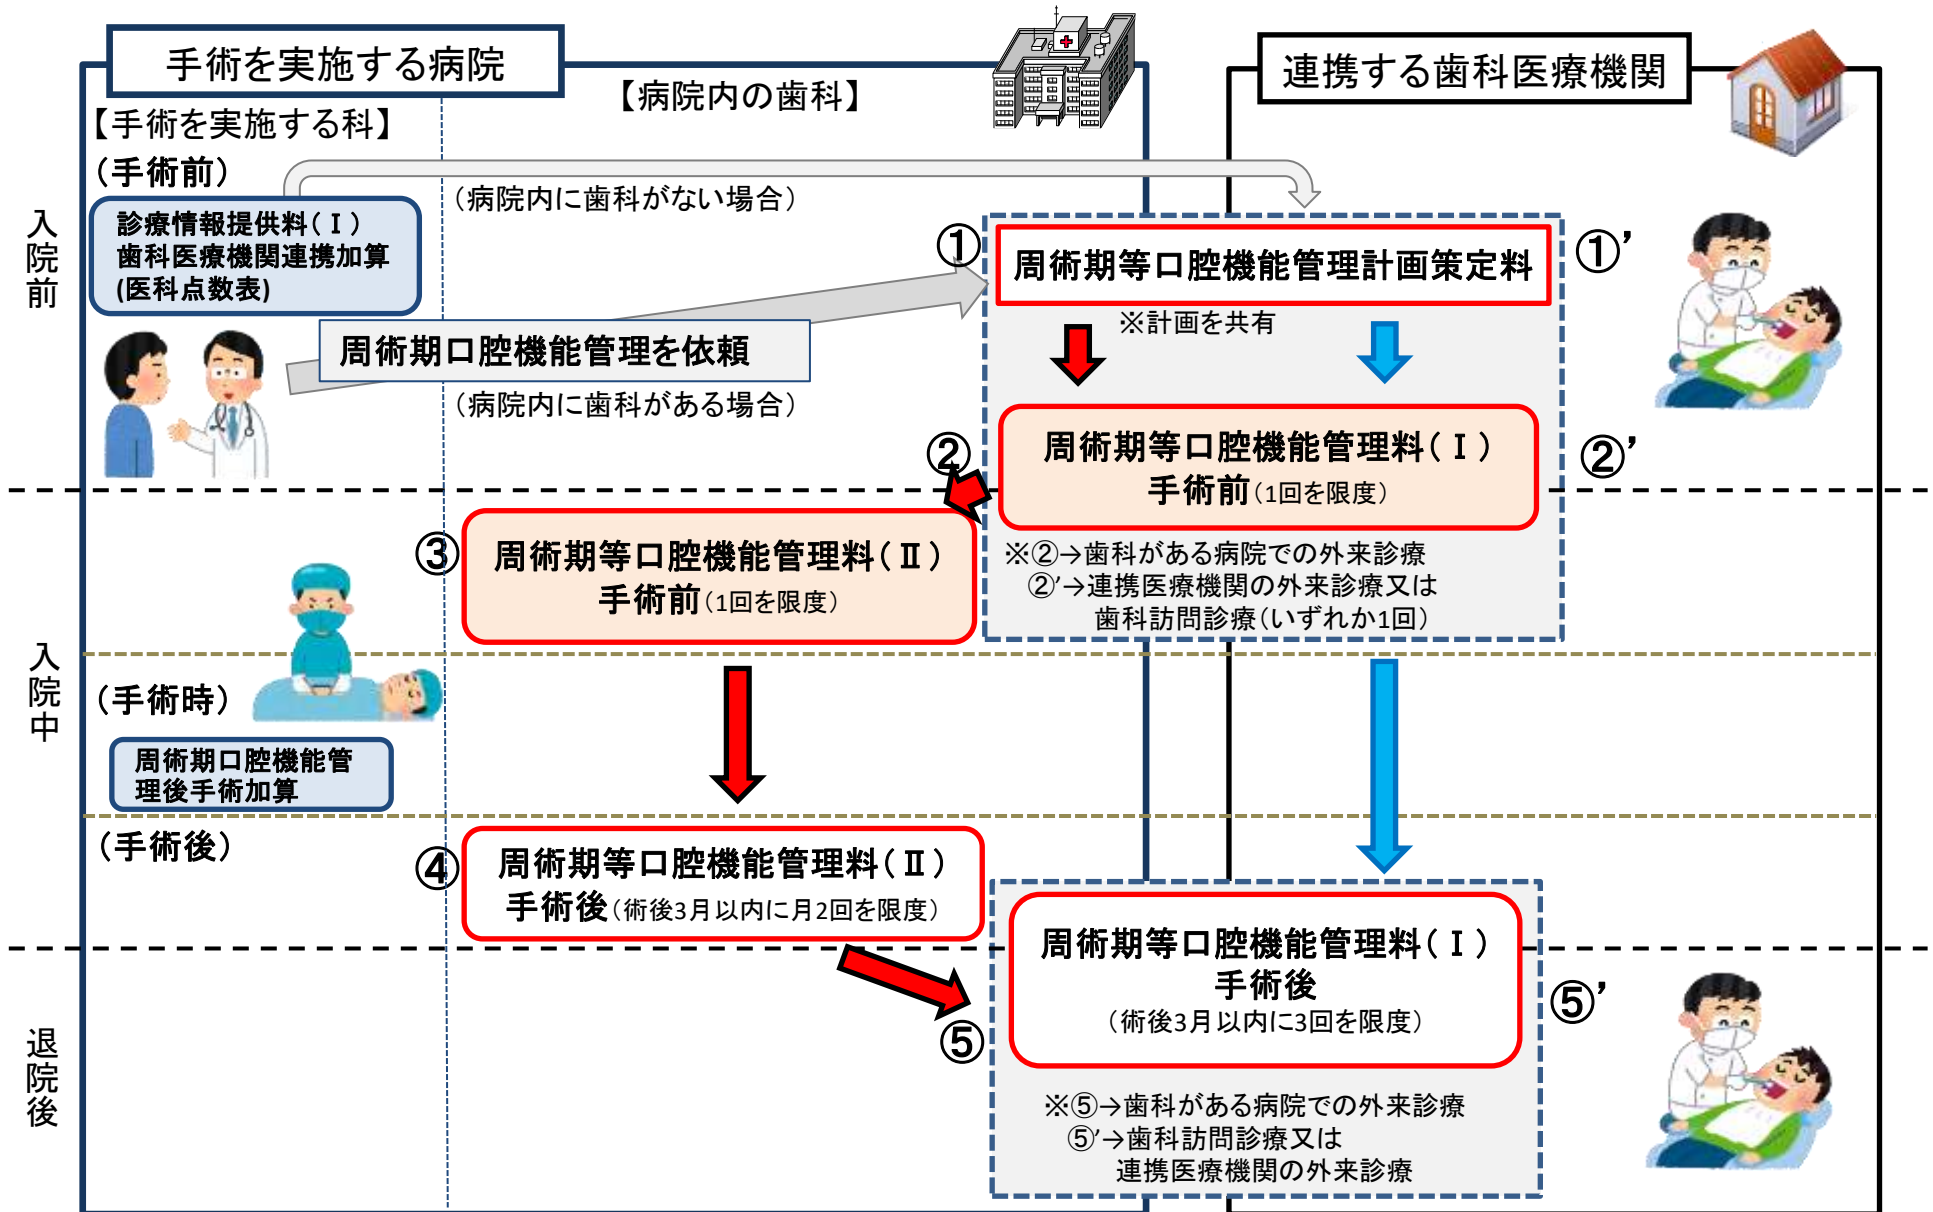 手術を実施する病院
連携する歯科医療機関
【病院内の歯科】
【手術を実施する科】
(手術前)
入院前
(病院内に歯科がない場合)
診療情報提供料(Ⅰ)
歯科医療機関連携加算
(医科点数表)
①
周術期等口腔機能管理計画策定料
①’
※計画を共有
周術期口腔機能管理を依頼
(病院内に歯科がある場合)
②
周術期等口腔機能管理料(Ⅰ)
手術前(1回を限度)
②’
③
周術期等口腔機能管理料(Ⅱ)
手術前(1回を限度)
※②→歯科がある病院での外来診療
②’→連携医療機関の外来診療又は
歯科訪問診療(いずれか1回)
入院中
(手術時)
周術期口腔機能管
理後手術加算
(手術後)
④
周術期等口腔機能管理料(Ⅱ)
手術後(術後3月以内に月2回を限度)
周術期等口腔機能管理料(Ⅰ)
手術後
(術後3月以内に3回を限度)
⑤
⑤’
退院後
※⑤→歯科がある病院での外来診療
⑤’→歯科訪問診療又は
連携医療機関の外来診療